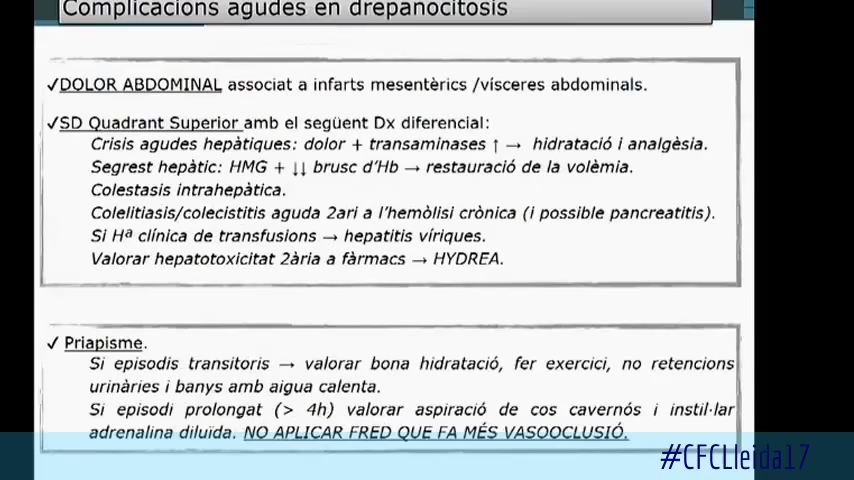 Complicacions agudes en drepanocitosis
✓DOLOR ABDOMINAL associat a infarts mesentèrics /vísceres abdominals.
✓SD Quadrant Superior amb el següent Dx diferencial:
Crisis agudes hepàtiques: dolor + transaminases ↑ → hidratació i analgèsia.
Segrest hepàtic: HMG + ↓↓ brusc d'Hb → restauració de la volèmia.
Colestasis intrahepàtica.
Colelitiasis/colecistitis aguda 2ari a l'hemòlisi crònica (i possible pancreatitis).
Si Hª clínica de transfusions → hepatitis víriques.
Valorar hepatotoxicitat 2ària a fàrmacs → HYDREA.
✓ Priapisme.
Si episodis transitoris → valorar bona hidratació, fer exercici, no retencions
urinàries i banys amb aigua calenta.
Si episodi prolongat (> 4h) valorar aspiració de cos cavernós i instil·lar
adrenalina diluïda. NO APLICAR FRED QUE FA MÉS VASOOCLUSIÓ.
#CFCLleida17